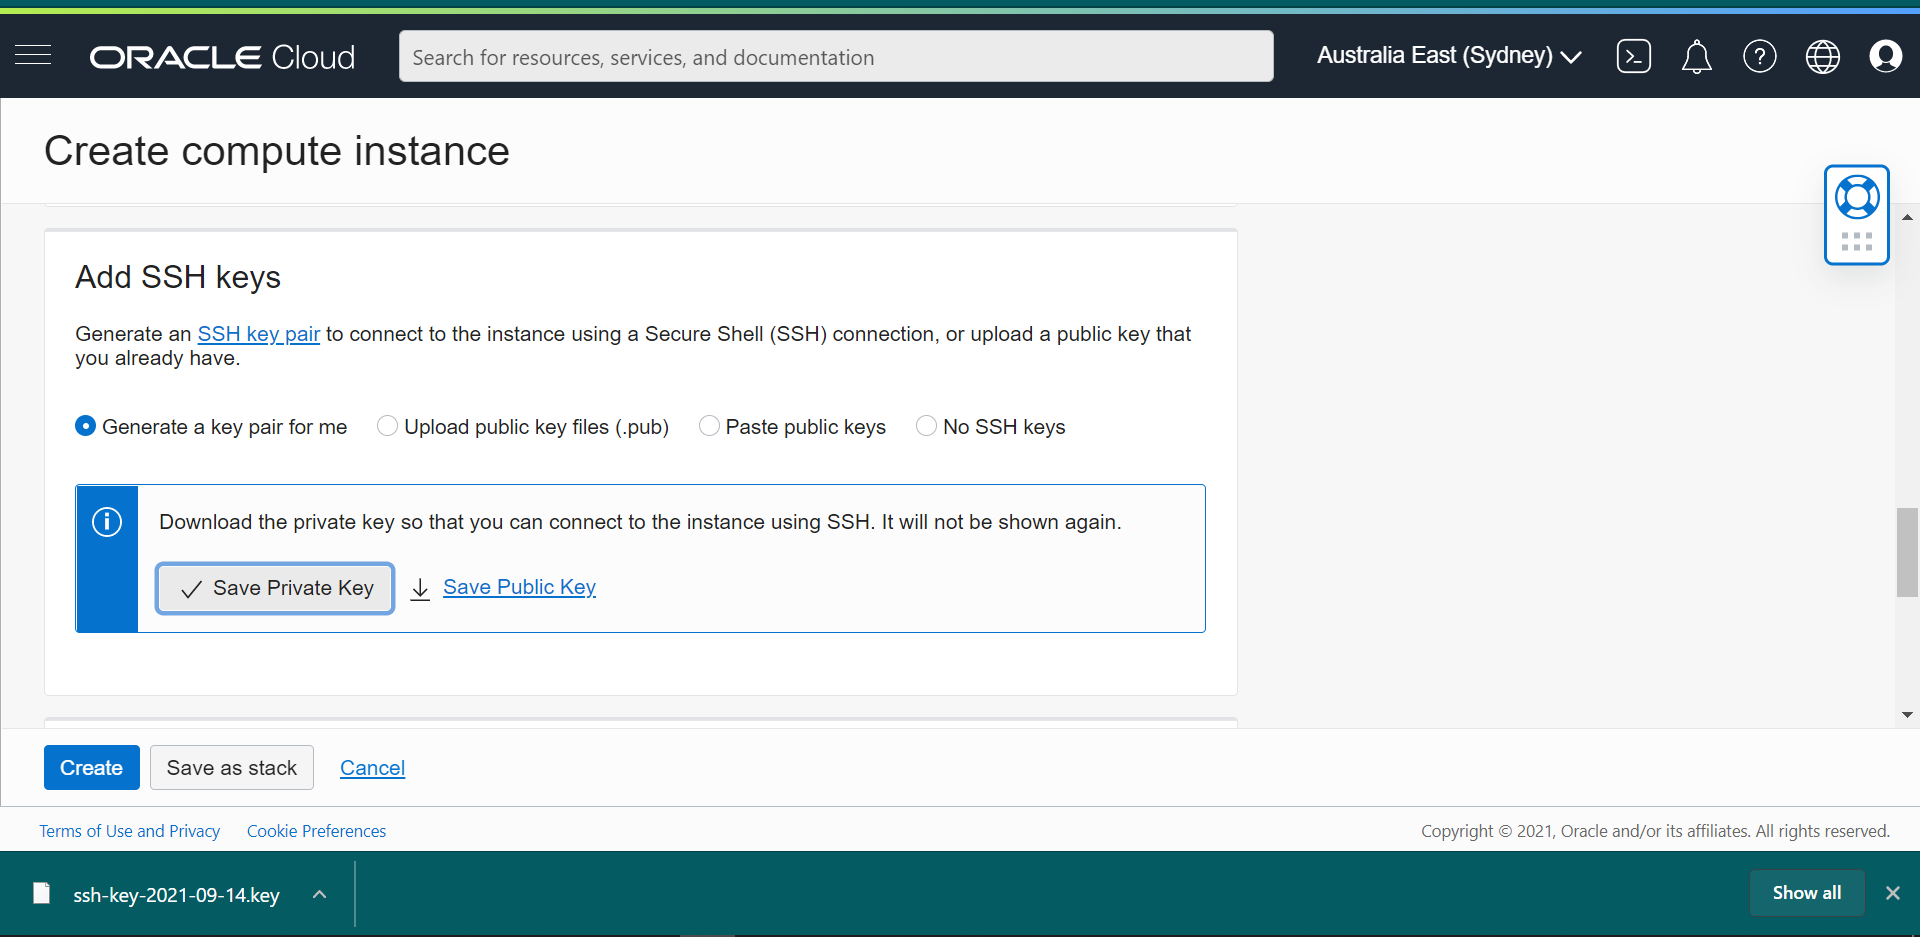 ORACLE Cloud
Search for resources, services, and documentation
Australia East (Sydney)
Create compute instance
Add SSH keys
Generate an SSH key pair to connect to the instance using a Secure Shell (SSH) connection, or upload a public key that
you already have.
Generate a key pair for me
Upload public key files (.pub)
Paste public keys
No SSH keys
Download the private key so that you can connect to the instance using SSH. It will not be shown again.
Save Private Key
Save Public Key
Create
Save as stack
Cancel
Terms of Use and Privacy
Cookie Preferences
Copyright © 2021, Oracle and/or its affiliates. All rights reserved.
ssh-key-2021-09-14.key
Show all